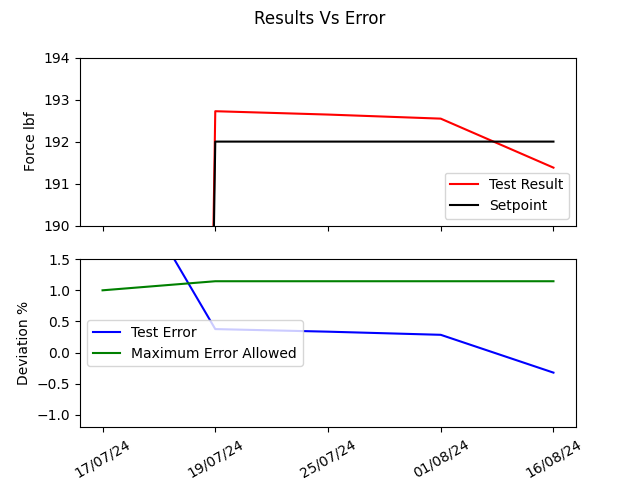 Results Vs Error
194
193
192
191
190
Force lbf
Test Result
Setpoint
1.5
1.0
0.5
0.0
−0.5
−1.0
Deviation %
Test Error
Maximum Error Allowed
17/07/24
19/07/24
25/07/24
01/08/24
16/08/24